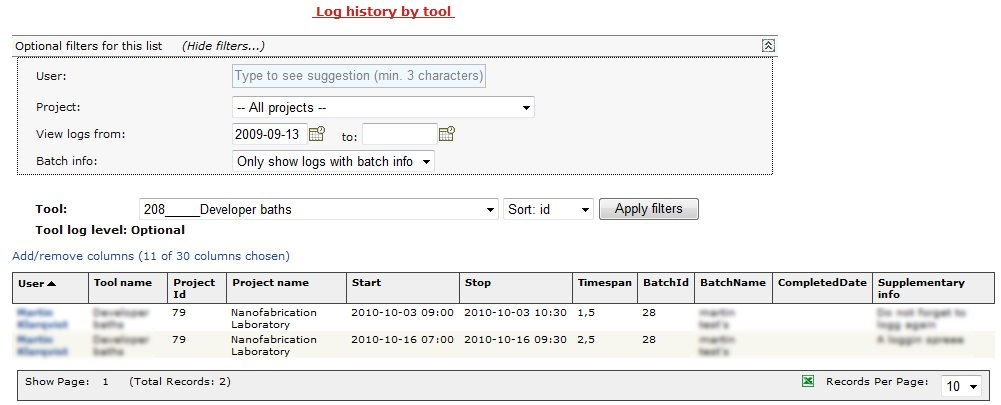 Log history by tool
Optional filters for this list (Hide filters...)
User: Type to see suggestion (min. 3 characters)
Project: -- All projects --
View logs from: 2009-09-13 to:
Batch info: Only show logs with batch info
Tool: 208_____Developer baths Sort: id Apply filters
Tool log level: Optional
Add/remove columns (11 of 30 columns chosen)
User Tool name Project Id Project name Start Stop Timespan BatchId BatchName CompletedDate Supplementary info
79 Nanofabrication Laboratory 2010-10-03 09:00 2010-10-03 10:30 1,5 28
79 Nanofabrication Laboratory 2010-10-16 07:00 2010-10-16 09:30 2,5 28
Show Page: 1 (Total Records: 2) Records Per Page: 10